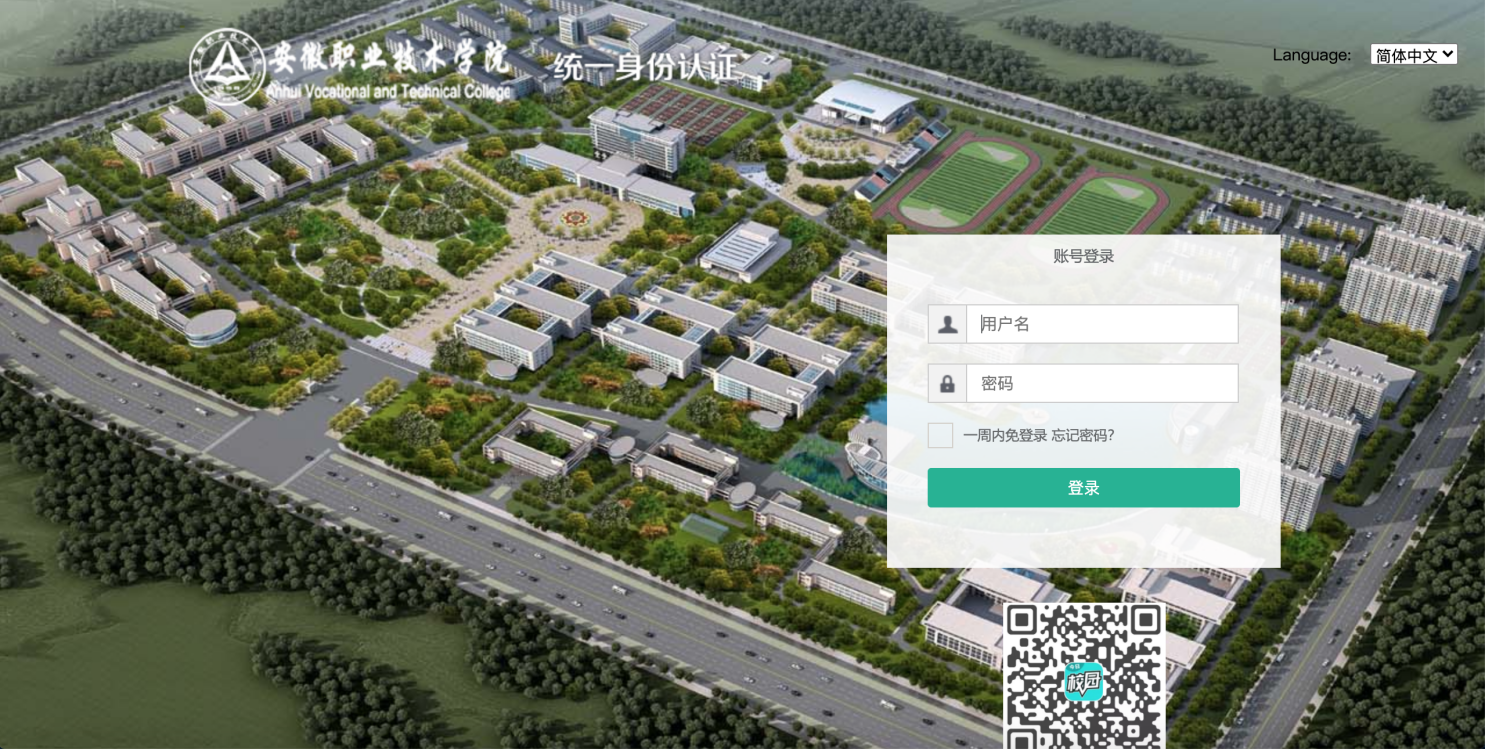 安徽职业技术学院
Anhui Vocational and Technical College
统一身份认证
Language: 简体中文
账号登录
用户名
密码
一周内免登录 忘记密码?
登录
校园